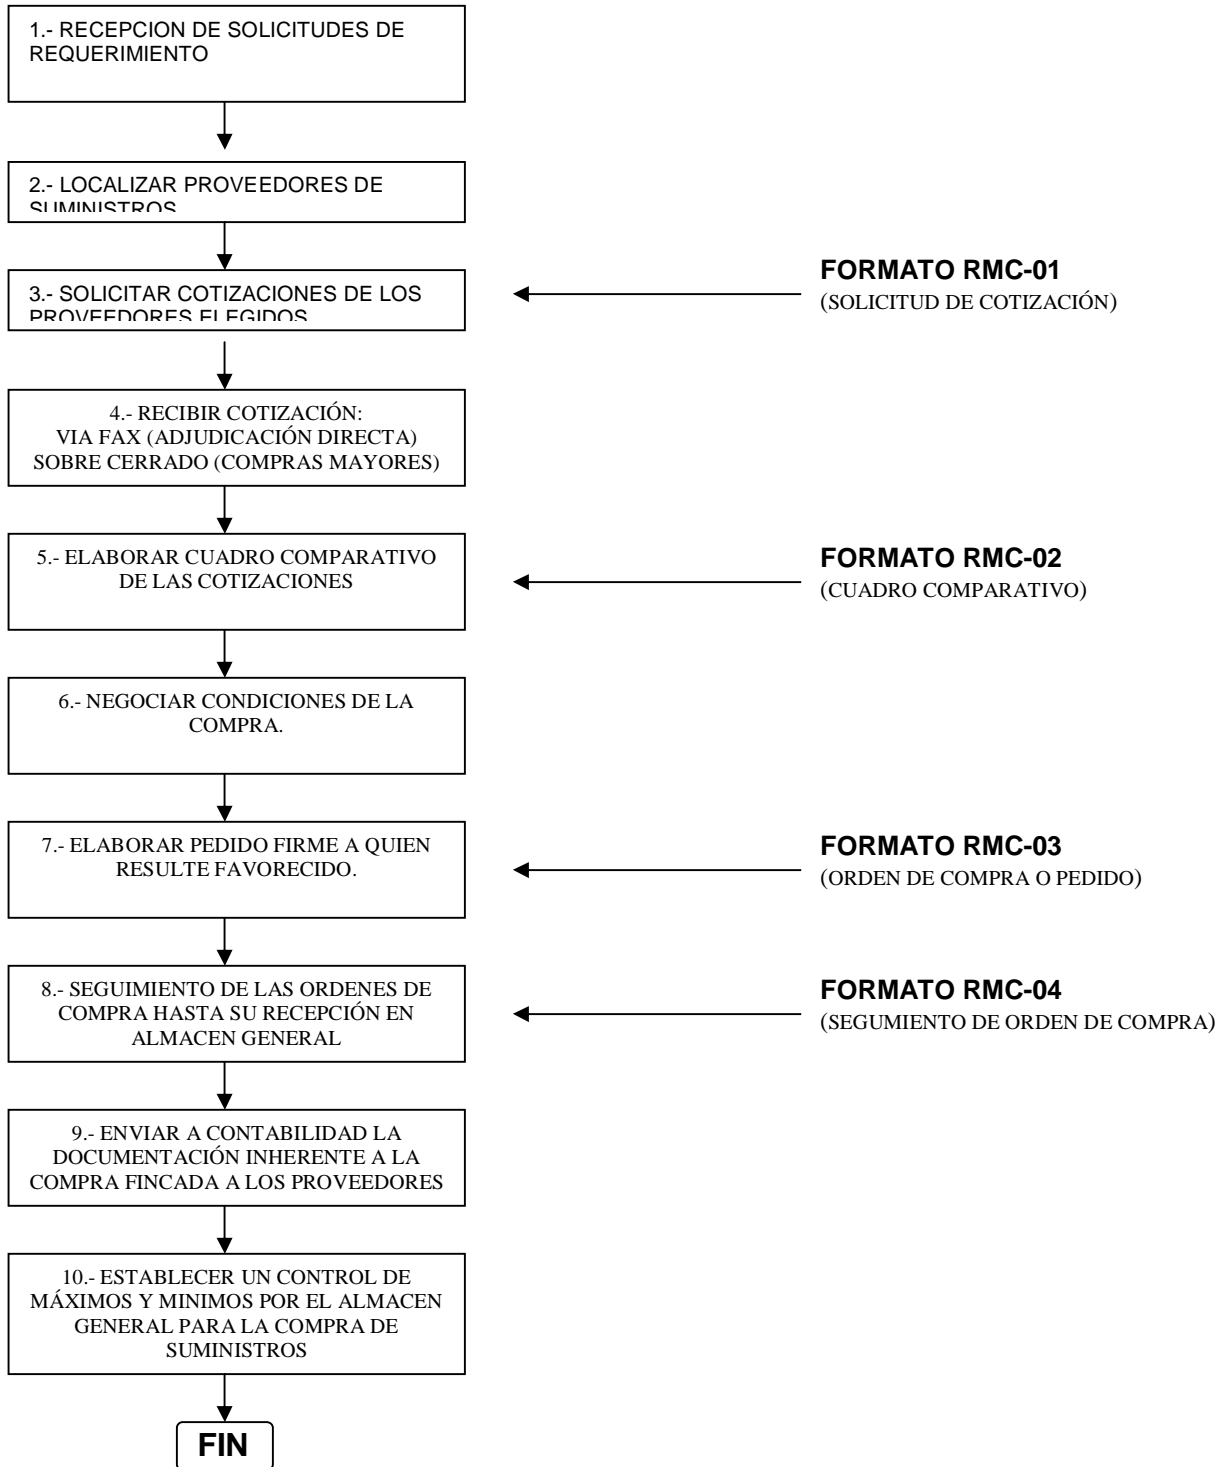 1.- RECEPCION DE SOLICITUDES DE
REQUERIMIENTO
2.- LOCALIZAR PROVEEDORES DE
SUMINISTROS
3.- SOLICITAR COTIZACIONES DE LOS
PROVEEDORES ELEGIDOS
FORMATO RMC-01
(SOLICITUD DE COTIZACIÓN)
4.- RECIBIR COTIZACIÓN:
VIA FAX (ADJUDICACIÓN DIRECTA)
SOBRE CERRADO (COMPRAS MAYORES)
5.- ELABORAR CUADRO COMPARATIVO
DE LAS COTIZACIONES
FORMATO RMC-02
(CUADRO COMPARATIVO)
6.- NEGOCIAR CONDICIONES DE LA
COMPRA.
7.- ELABORAR PEDIDO FIRME A QUIEN
RESULTE FAVORECIDO.
FORMATO RMC-03
(ORDEN DE COMPRA O PEDIDO)
8.- SEGUIMIENTO DE LAS ORDENES DE
COMPRA HASTA SU RECEPCIÓN EN
ALMACEN GENERAL
FORMATO RMC-04
(SEGUMIENTO DE ORDEN DE COMPRA)
9.- ENVIAR A CONTABILIDAD LA
DOCUMENTACIÓN INHERENTE A LA
COMPRA FINCADA A LOS PROVEEDORES
10.- ESTABLECER UN CONTROL DE
MÁXIMOS Y MINIMOS POR EL ALMACEN
GENERAL PARA LA COMPRA DE
SUMINISTROS
FIN